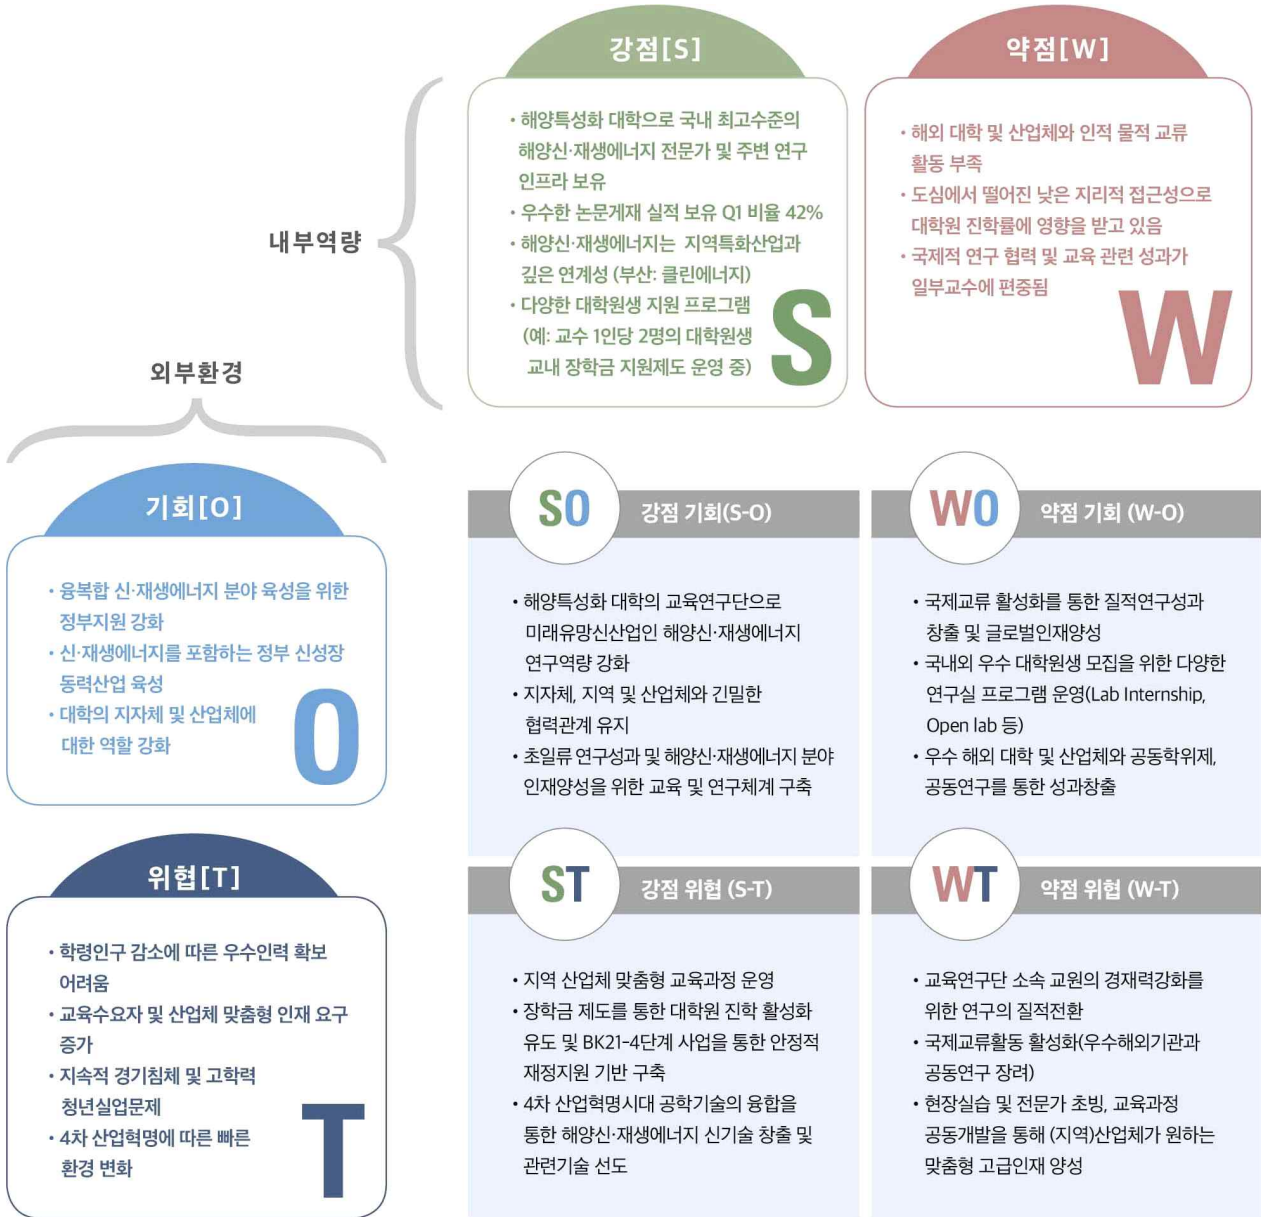 강점[S]
• 해양특성화 대학으로 국내 최고수준의
해양신·재생에너지 전문가 및 주변 연구
인프라 보유
• 우수한 논문게재 실적 보유 Q1 비율 42%
• 해양신·재생에너지는 지역특화산업과
깊은 연계성 (부산: 클린에너지)
• 다양한 대학원생 지원 프로그램
(예: 교수 1인당 2명의 대학원생
교내 장학금 지원제도 운영 중)
S
약점[W]
• 해외 대학 및 산업체와 인적 물적 교류
활동 부족
• 도심에서 떨어진 낮은 지리적 접근성으로
대학원 진학률에 영향을 받고 있음
• 국제적 연구 협력 및 교육 관련 성과가
일부교수에 편중됨
W
내부역량
외부환경
기회[O]
• 융복합 신·재생에너지 분야 육성을 위한
정부지원 강화
• 신·재생에너지를 포함하는 정부 신성장
동력산업 육성
• 대학의 지자체 및 산업체에
대한 역할 강화
O
SO 강점 기회(S-O)
• 해양특성화 대학의 교육연구단으로
미래유망신산업인 해양신·재생에너지
연구역량 강화
• 지자체, 지역 및 산업체와 긴밀한
협력관계 유지
• 초일류 연구성과 및 해양신·재생에너지 분야
인재양성을 위한 교육 및 연구체계 구축
WO 약점 기회 (W-O)
• 국제교류 활성화를 통한 질적연구성과
창출 및 글로벌인재양성
• 국내외 우수 대학원생 모집을 위한 다양한
연구실 프로그램 운영(Lab Internship,
Open lab 등)
• 우수 해외 대학 및 산업체와 공동학위제,
공동연구를 통한 성과창출
위협[T]
• 학령인구 감소에 따른 우수인력 확보
어려움
• 교육수요자 및 산업체 맞춤형 인재 요구
증가
• 지속적 경기침체 및 고학력
청년실업문제
• 4차 산업혁명에 따른 빠른
환경 변화
T
ST 강점 위협 (S-T)
• 지역 산업체 맞춤형 교육과정 운영
• 장학금 제도를 통한 대학원 진학 활성화
유도 및 BK21-4단계 사업을 통한 안정적
재정지원 기반 구축
• 4차 산업혁명시대 공학기술의 융합을
통한 해양신·재생에너지 신기술 창출 및
관련기술 선도
WT 약점 위협 (W-T)
• 교육연구단 소속 교원의 경재력강화를
위한 연구의 질적전환
• 국제교류활동 활성화(우수해외기관과
공동연구 장려)
• 현장실습 및 전문가 초빙, 교육과정
공동개발을 통해 (지역)산업체가 원하는
맞춤형 고급인재 양성